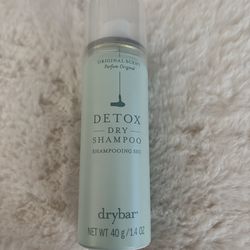 ORIGINAL SCENT
Parfum Original
DETOX
DRY
SHAMPOO
SHAMPOOING SEC
drybar
NET WT 40 g / 1.4 OZ